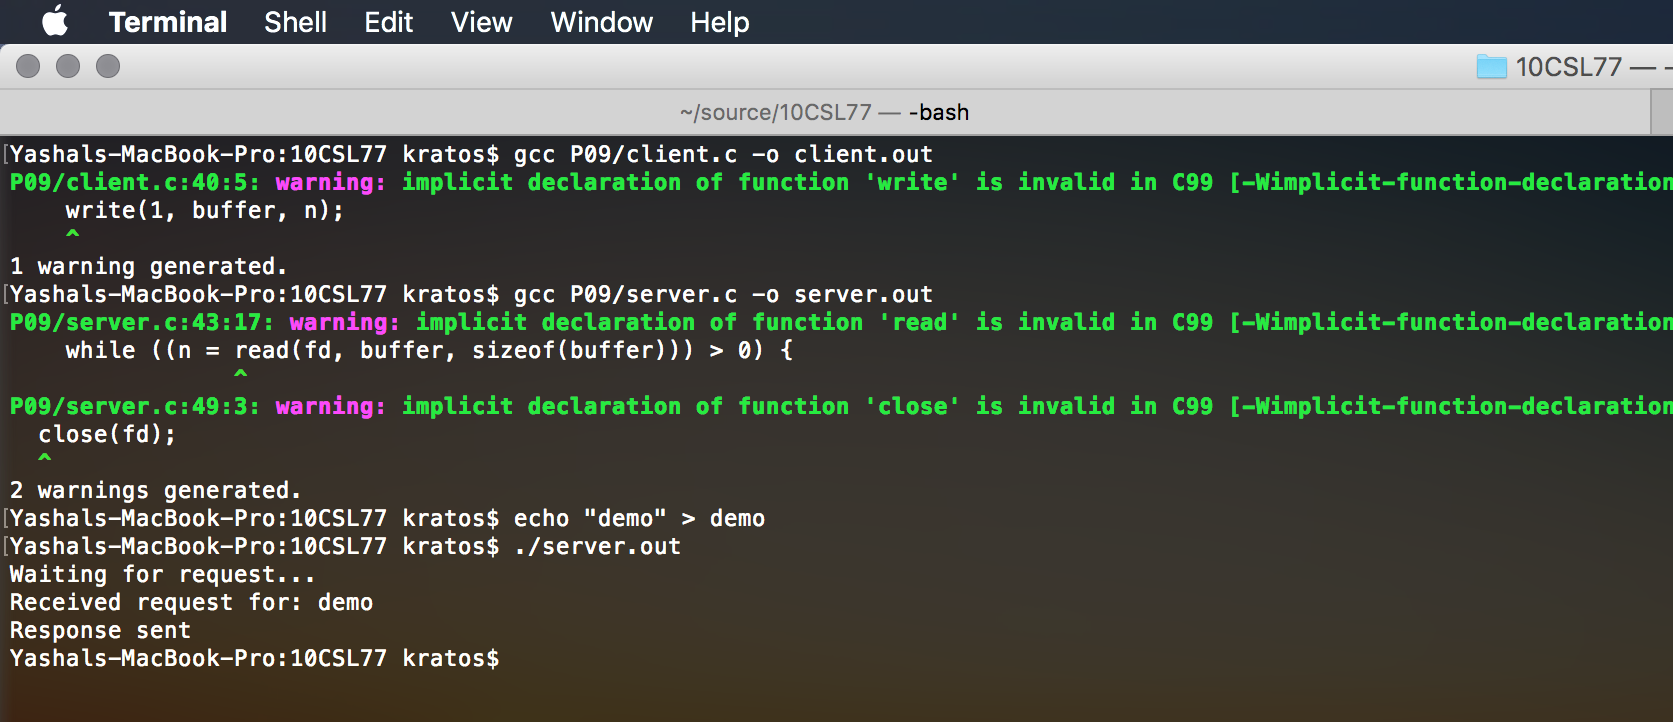 Terminal Shell Edit View Window Help
10CSL77 — -
~/source/10CSL77 — -bash
[Yashals-MacBook-Pro:10CSL77 kratos$ gcc P09/client.c -o client.out
P09/client.c:40:5: warning: implicit declaration of function 'write' is invalid in C99 [-Wimplicit-function-declaration
    write(1, buffer, n);
    ^
1 warning generated.
[Yashals-MacBook-Pro:10CSL77 kratos$ gcc P09/server.c -o server.out
P09/server.c:43:17: warning: implicit declaration of function 'read' is invalid in C99 [-Wimplicit-function-declaration
    while ((n = read(fd, buffer, sizeof(buffer))) > 0) {
                ^
P09/server.c:49:3: warning: implicit declaration of function 'close' is invalid in C99 [-Wimplicit-function-declaration
  close(fd);
  ^
2 warnings generated.
[Yashals-MacBook-Pro:10CSL77 kratos$ echo "demo" > demo
[Yashals-MacBook-Pro:10CSL77 kratos$ ./server.out
Waiting for request...
Received request for: demo
Response sent
Yashals-MacBook-Pro:10CSL77 kratos$